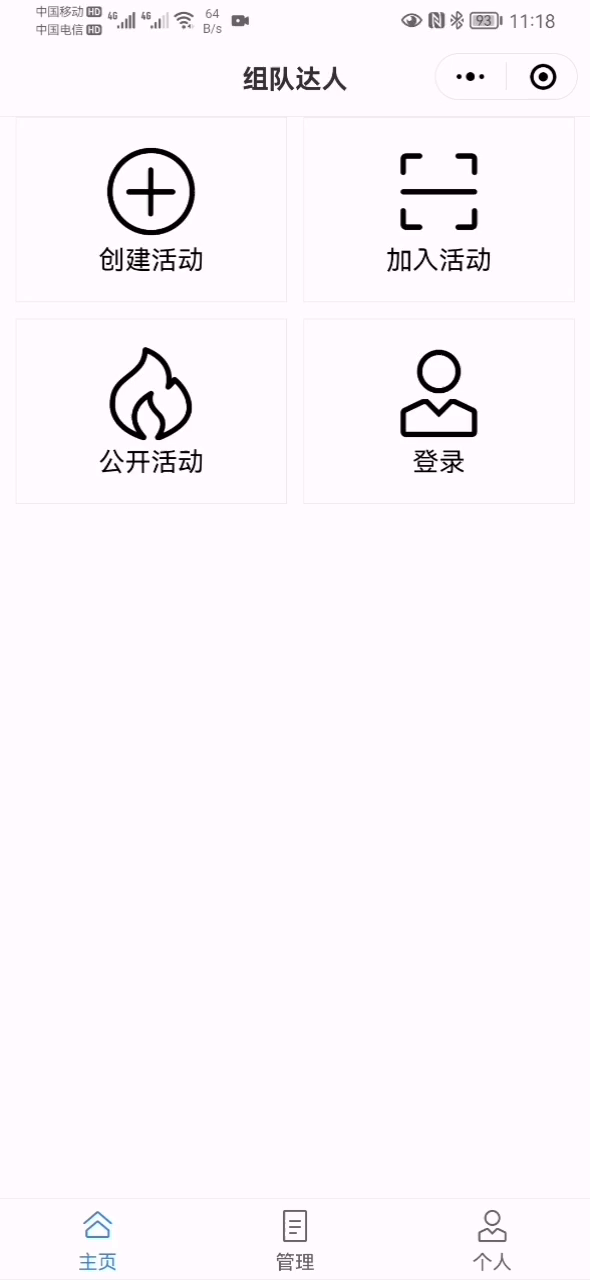 中国移动 HD 4G 4G 64 B/s 93 11:18
中国电信 HD
组队达人
创建活动 加入活动
公开活动 登录
主页 管理 个人